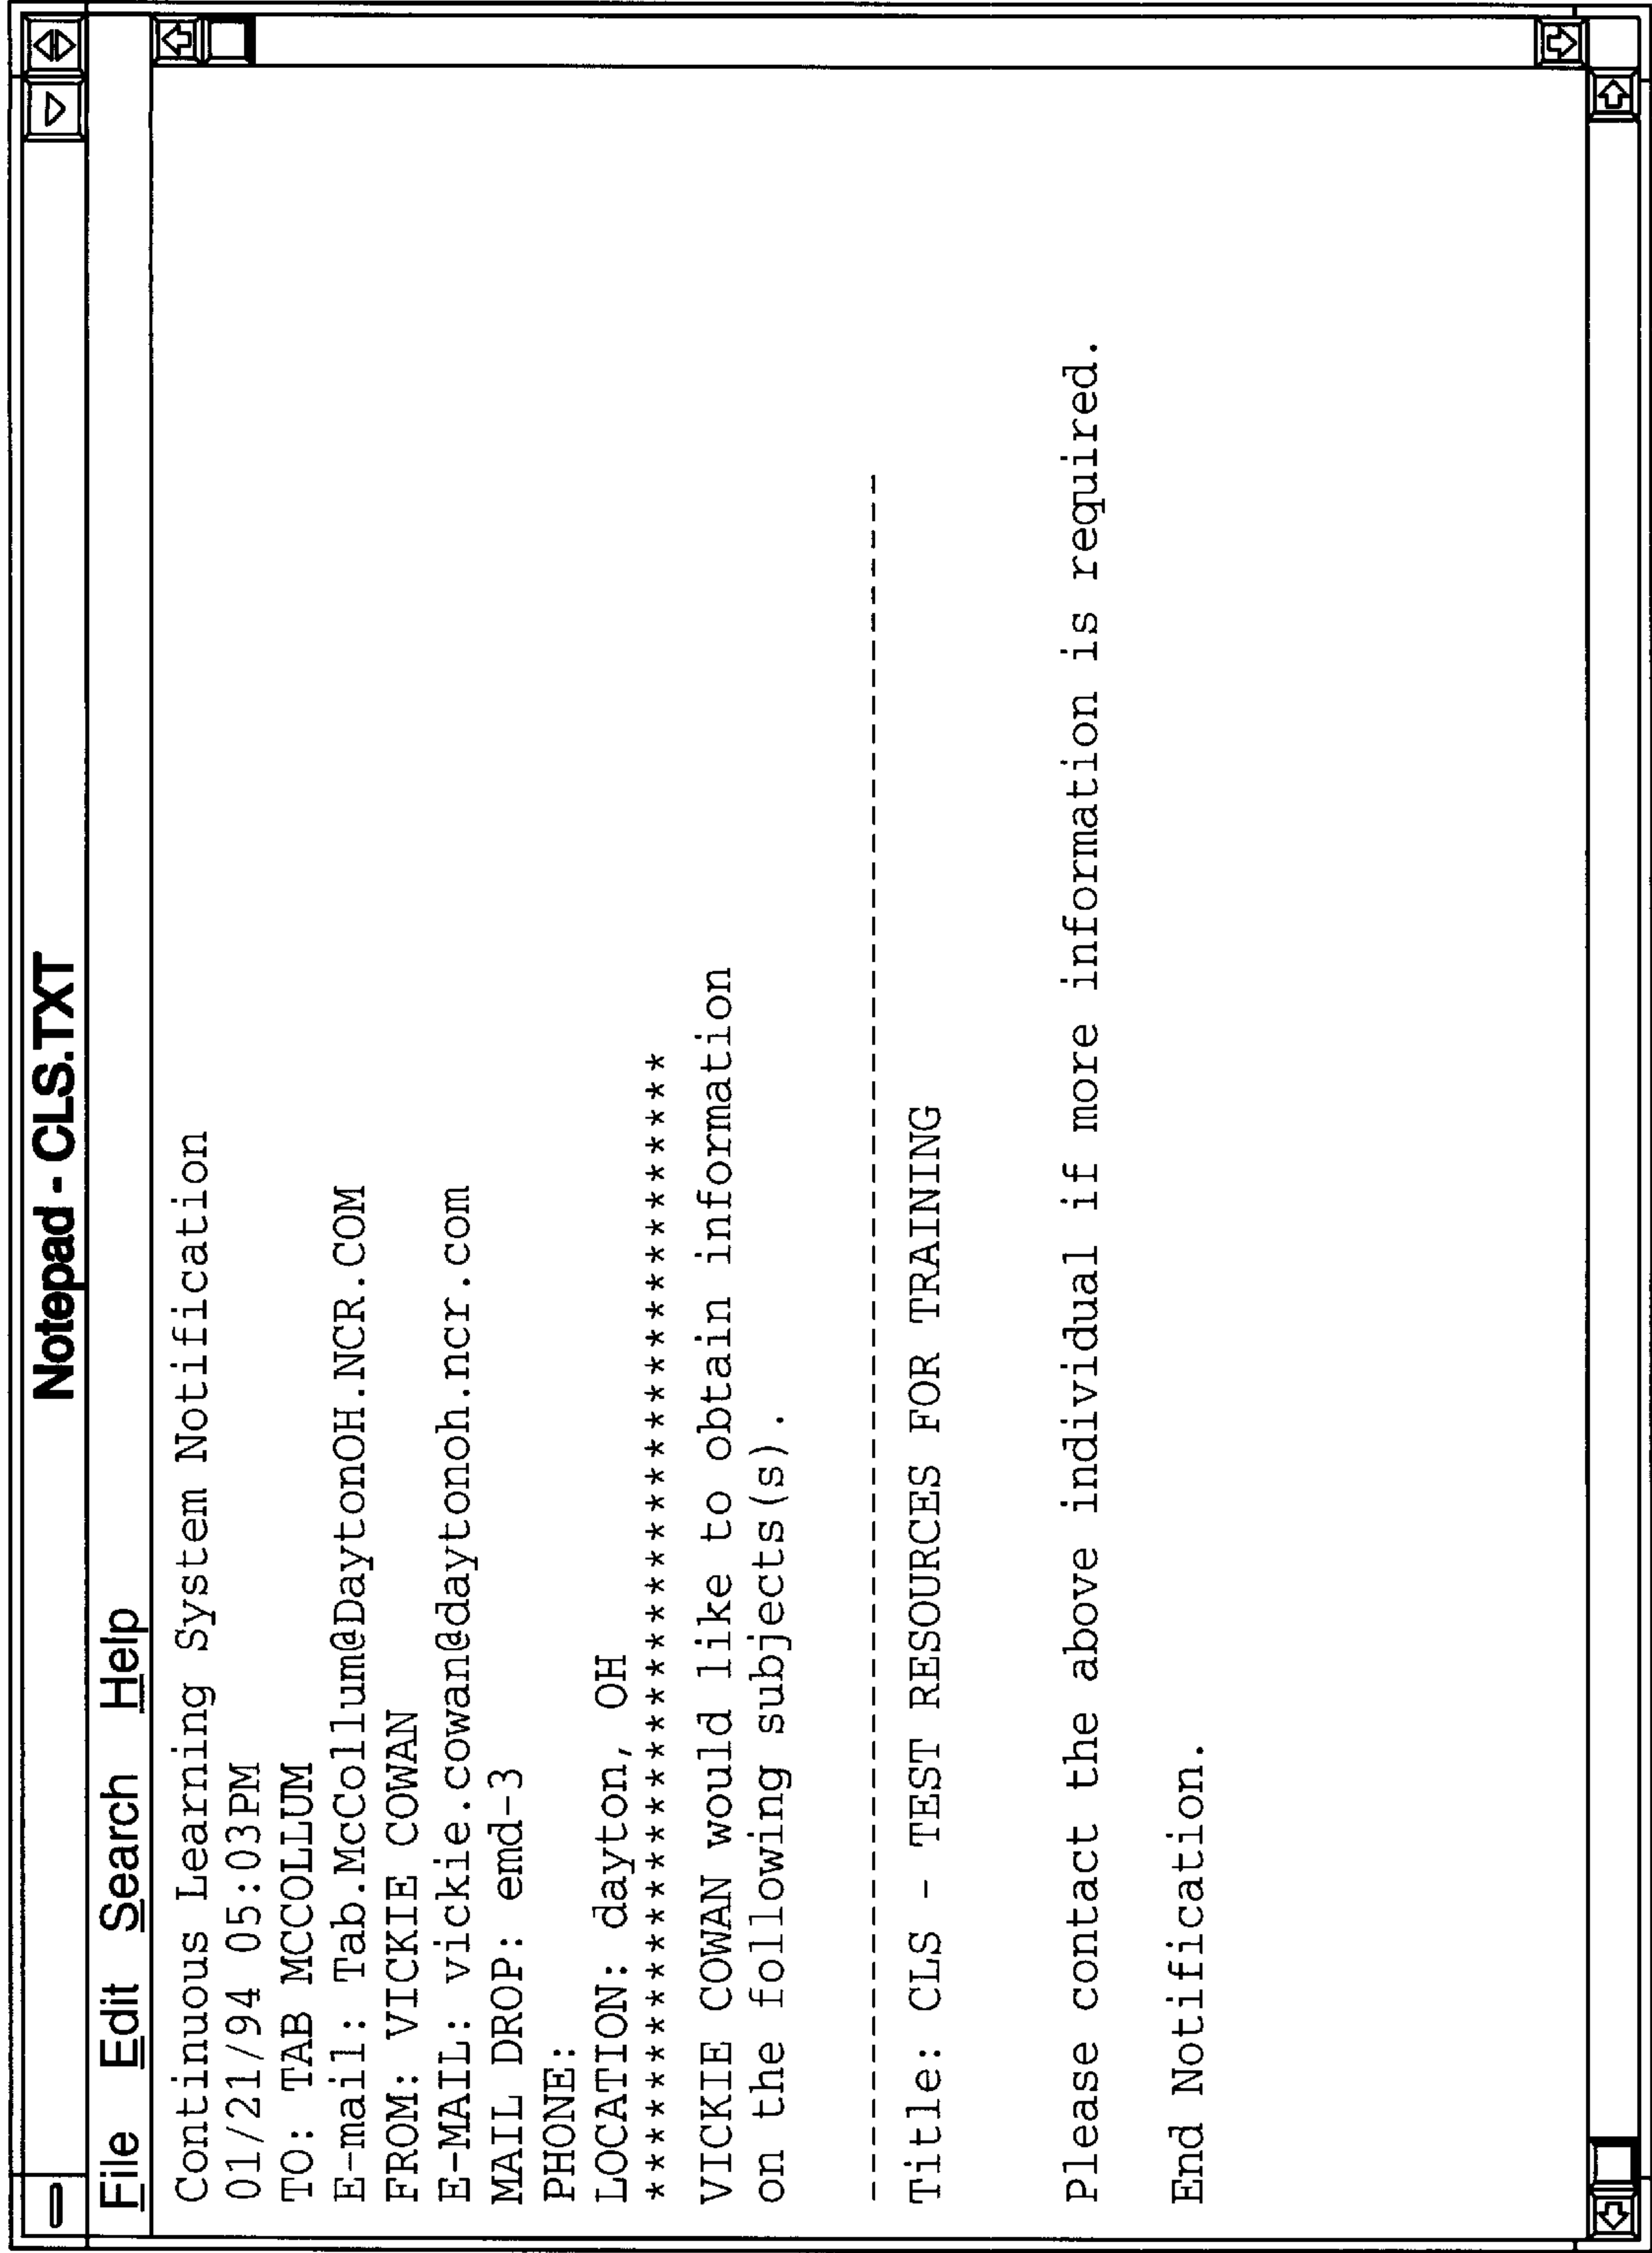 Notepad - CLS.TXT
File Edit Search Help
Continuous Learning System Notification
01/21/94 05:03PM
TO: TAB MCCOLLUM
E-mail: Tab.McCollum@DaytonOH.NCR.COM
FROM: VICKIE COWAN
E-MAIL: vickie.cowan@daytonoh.ncr.com
MAIL DROP: emd-3
PHONE:
LOCATION: dayton, OH
*******************************************
VICKIE COWAN would like to obtain information
on the following subjects(s).
---------------------------------------------------------------
Title: CLS - TEST RESOURCES FOR TRAINING
Please contact the above individual if more information is required.
End Notification.